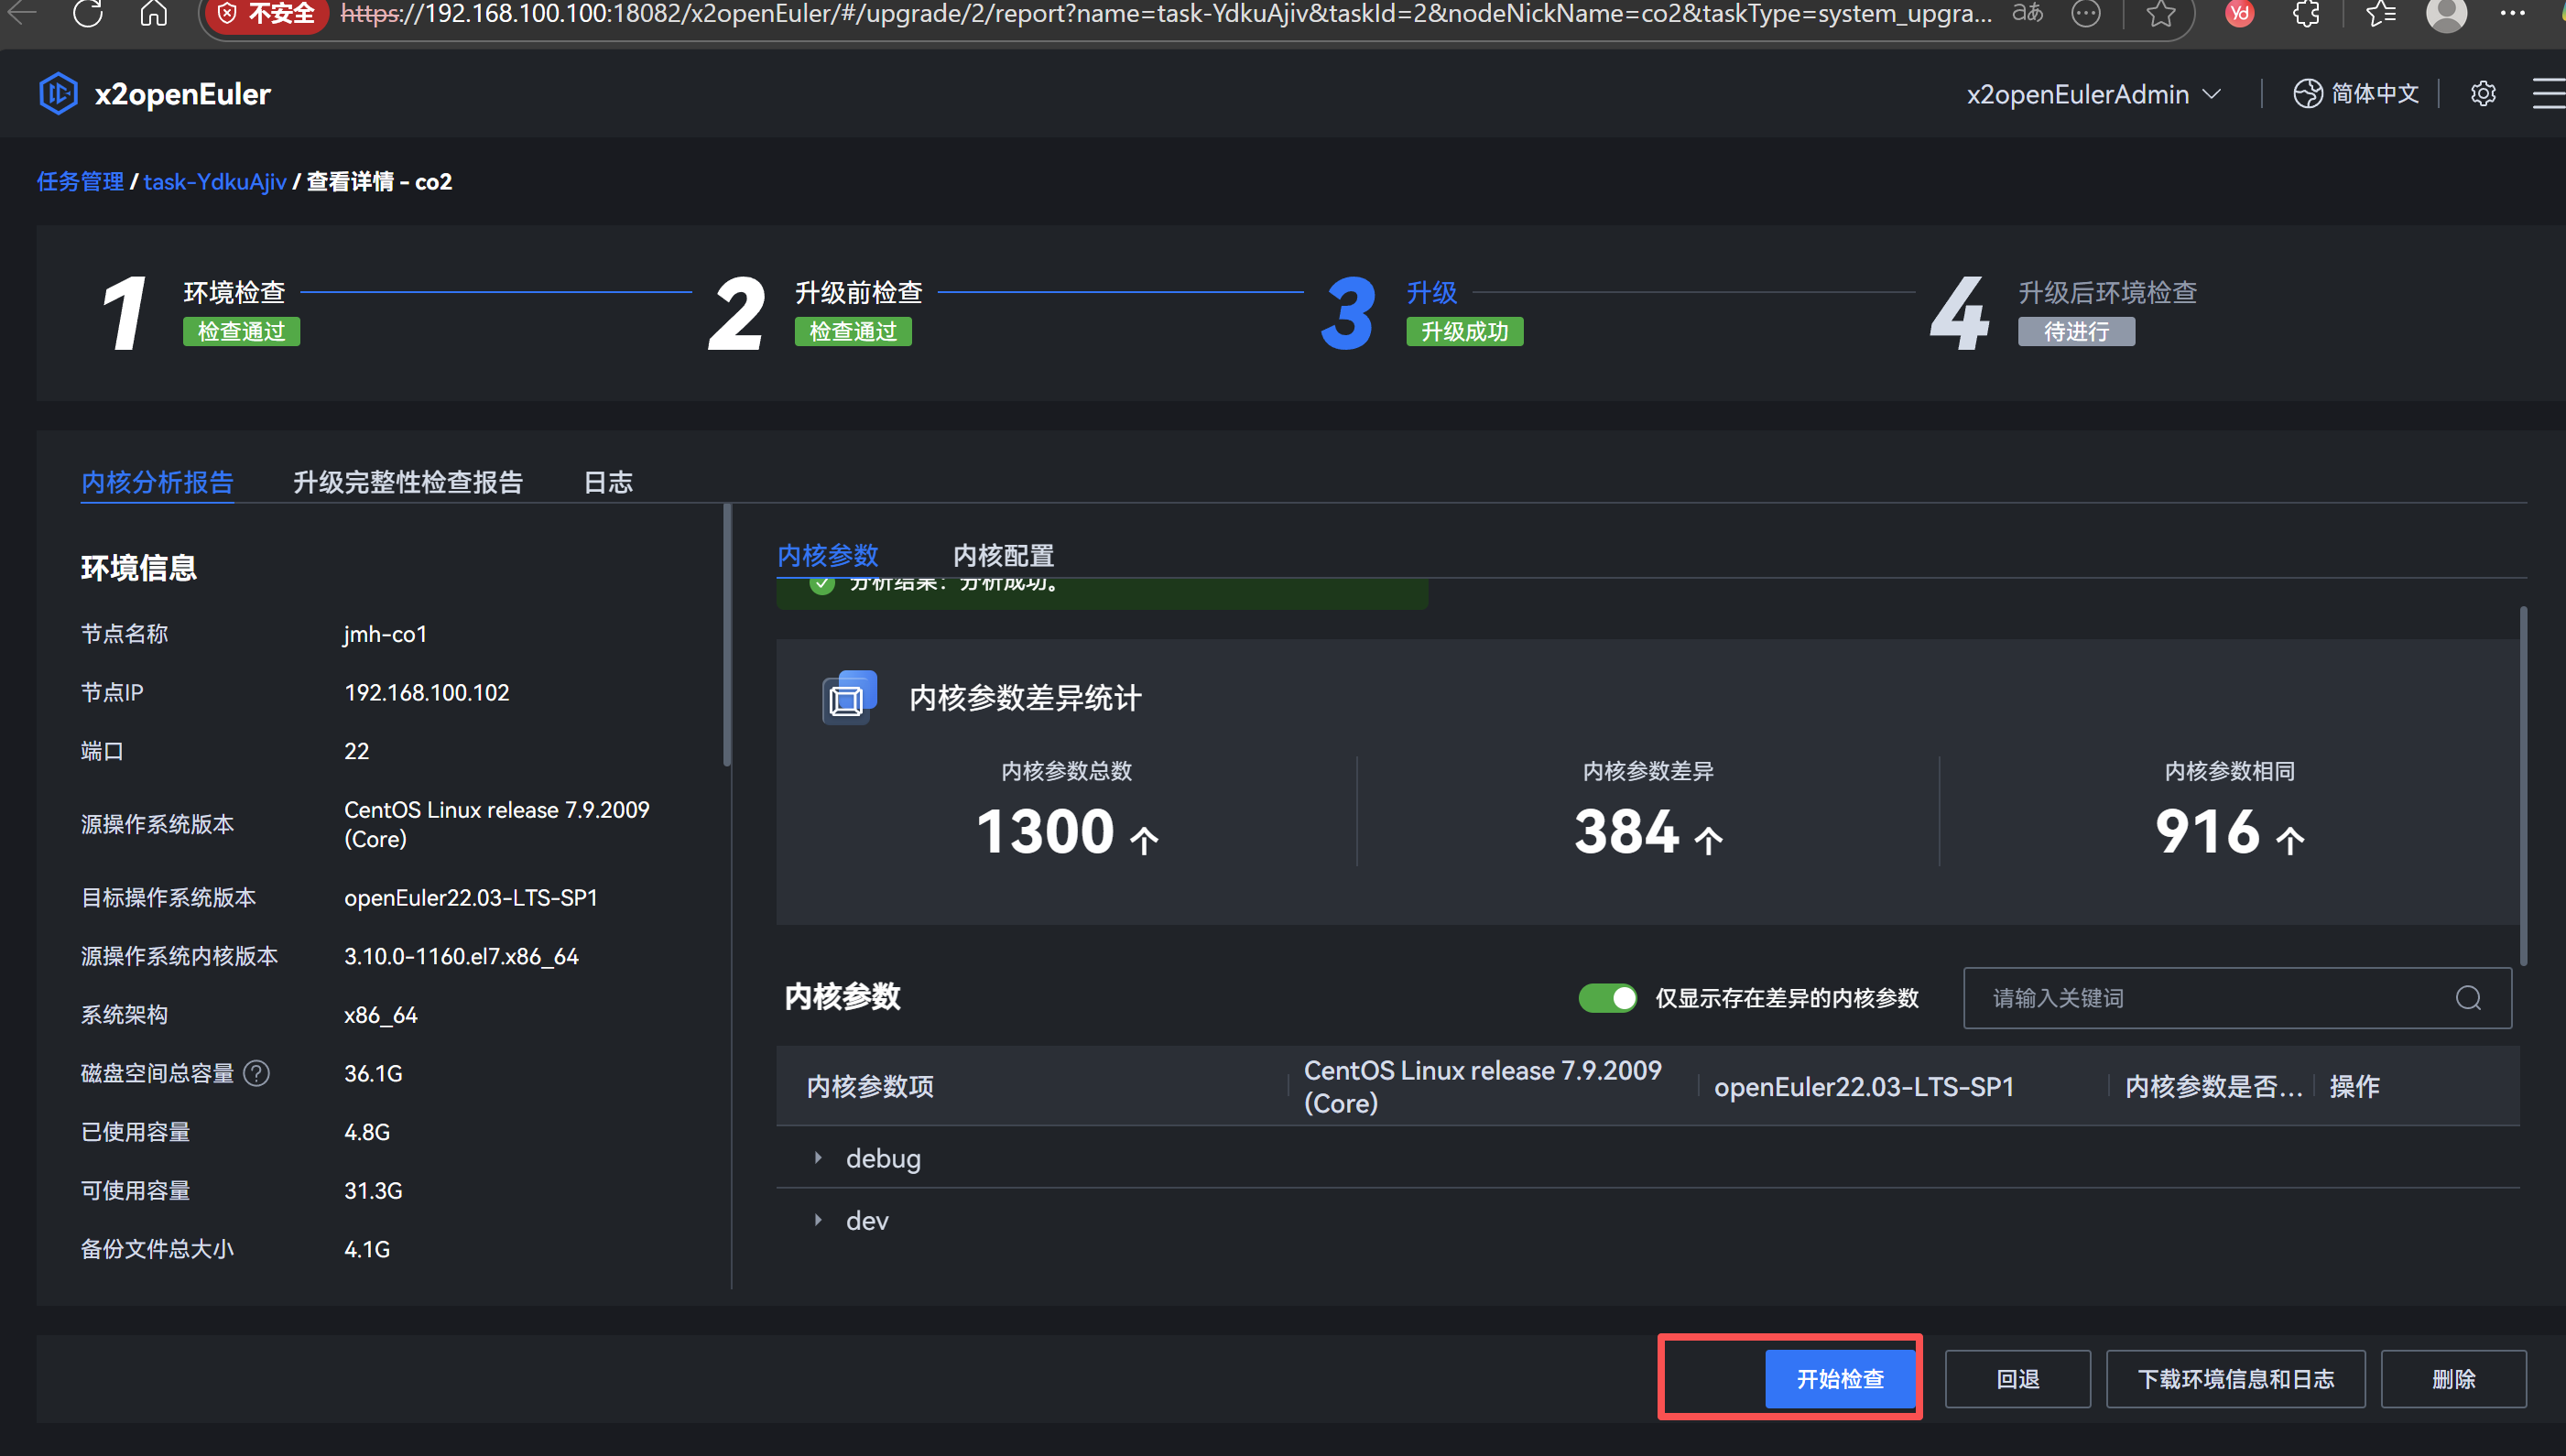 不安全 https://192.168.100.100:18082/x2openEuler/#/upgrade/2/report?name=task-YdkuAjiv&taskId=2&nodeNickName=co2&taskType=system_upgra... aあ yd
x2openEuler x2openEulerAdmin 简体中文
任务管理 / task-YdkuAjiv / 查看详情 - co2
1 环境检查 2 升级前检查 3 升级 4 升级后环境检查
检查通过 检查通过 升级成功 待进行
内核分析报告 升级完整性检查报告 日志
环境信息
节点名称 jmh-co1
节点IP 192.168.100.102
端口 22
源操作系统版本 CentOS Linux release 7.9.2009
(Core)
目标操作系统版本 openEuler22.03-LTS-SP1
源操作系统内核版本 3.10.0-1160.el7.x86_64
系统架构 x86_64
磁盘空间总容量 ? 36.1G
已使用容量 4.8G
可使用容量 31.3G
备份文件总大小 4.1G
内核参数 内核配置
分析结果：分析成功。
内核参数差异统计
内核参数总数 内核参数差异 内核参数相同
1300 个 384 个 916 个
内核参数 仅显示存在差异的内核参数 请输入关键词
内核参数项 CentOS Linux release 7.9.2009
(Core) openEuler22.03-LTS-SP1 内核参数是否... 操作
debug
dev
开始检查 回退 下载环境信息和日志 删除